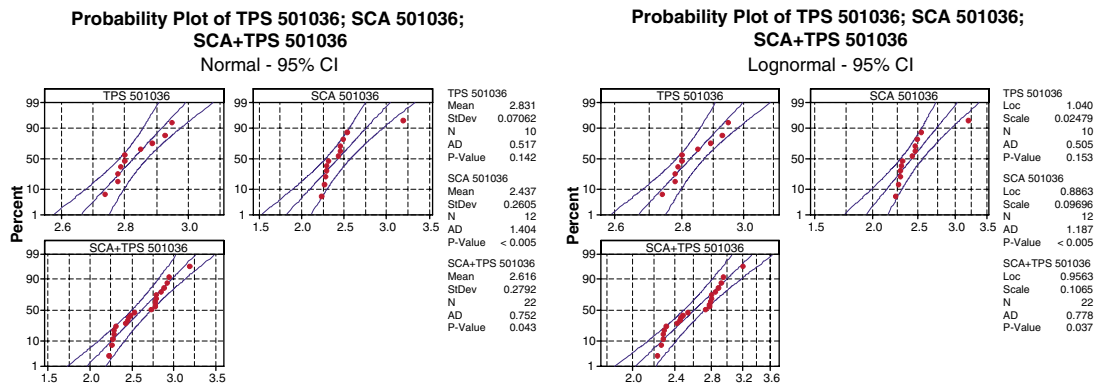 Probability Plot of TPS 501036; SCA 501036;
SCA+TPS 501036
Normal - 95% CI
TPS 501036
SCA 501036
99
90
50
10
1
2.6 2.8 3.0
99
90
50
10
1
1.5 2.0 2.5 3.0 3.5
SCA+TPS 501036
99
90
50
10
1
1.5 2.0 2.5 3.0 3.5
Percent
TPS 501036
Mean 2.831
StDev 0.07062
N 10
AD 0.517
P-Value 0.142
SCA 501036
Mean 2.437
StDev 0.2605
N 12
AD 1.404
P-Value < 0.005
SCA+TPS 501036
Mean 2.616
StDev 0.2792
N 22
AD 0.752
P-Value 0.043
Probability Plot of TPS 501036; SCA 501036;
SCA+TPS 501036
Lognormal - 95% CI
TPS 501036
SCA 501036
99
90
50
10
1
2.6 2.8 3.0
99
90
50
10
1
1.5 2.0 2.5 3.0 3.5
SCA+TPS 501036
99
90
50
10
1
2.0 2.4 2.8 3.2 3.6
Percent
TPS 501036
Loc 1.040
Scale 0.02479
N 10
AD 0.505
P-Value 0.153
SCA 501036
Loc 0.8863
Scale 0.09696
N 12
AD 1.187
P-Value < 0.005
SCA+TPS 501036
Loc 0.9563
Scale 0.1065
N 22
AD 0.778
P-Value 0.037